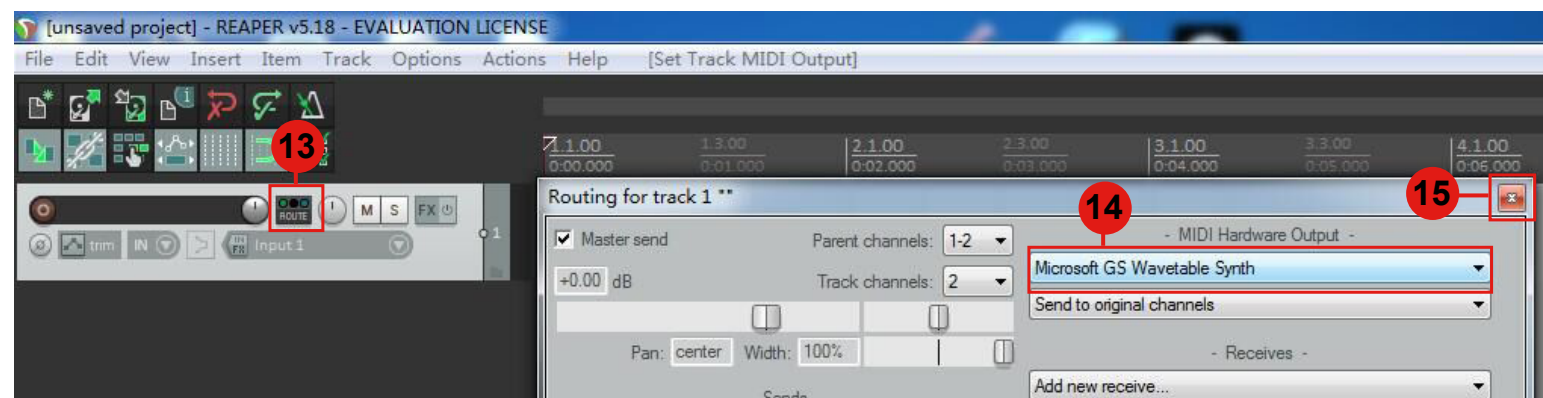 [unsaved project] - REAPER v5.18 - EVALUATION LICENSE
File Edit View Insert Item Track Options Actions Help [Set Track MIDI Output]
13
1.1.00 1.3.00 2.1.00 2.3.00 3.1.00 3.3.00 4.1.00
0:00.000 0:01.000 0:02.000 0:03.000 0:04.000 0:05.000 0:06.000
ROUTE M S FX 1
trim IN FX Input 1
Routing for track 1 "" 14 15
Master send Parent channels: 1-2 - MIDI Hardware Output -
Microsoft GS Wavetable Synth
+0.00 dB Track channels: 2
Send to original channels
Pan: center Width: 100% - Receives -
Add new receive...
Sends